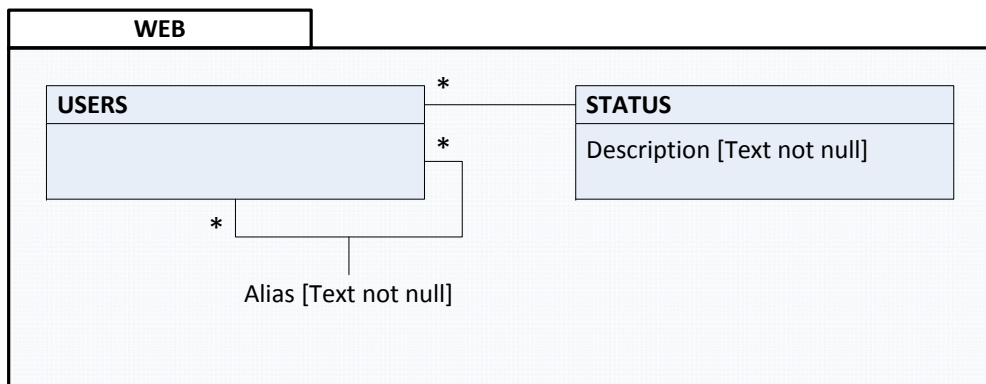 WEB
*
USERS
STATUS
*
Description [Text not null]
*
Alias [Text not null]